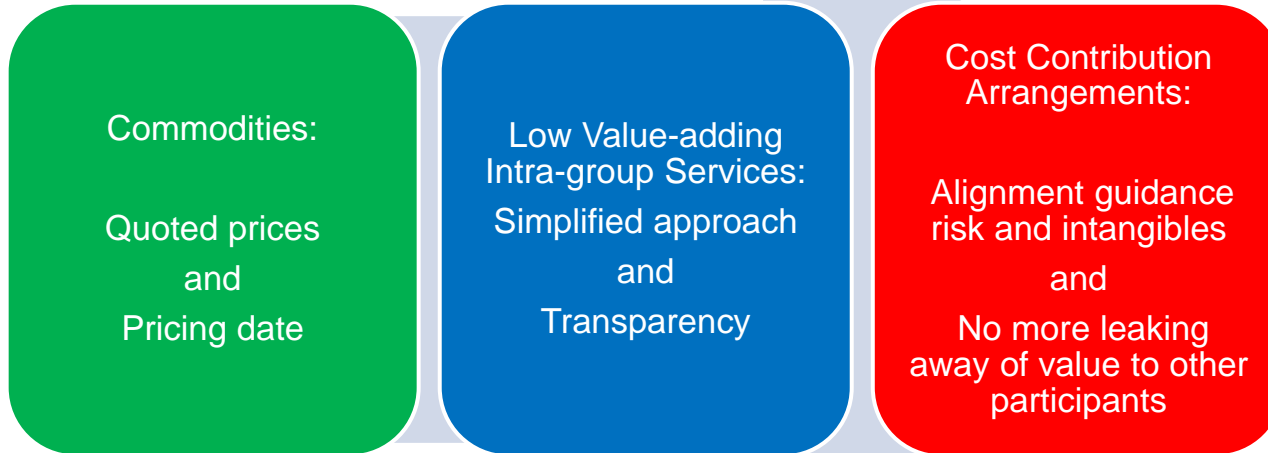 Commodities:
Quoted prices
and
Pricing date
Low Value-adding
Intra-group Services:
Simplified approach
and
Transparency
Cost Contribution
Arrangements:
Alignment guidance
risk and intangibles
and
No more leaking
away of value to other
participants